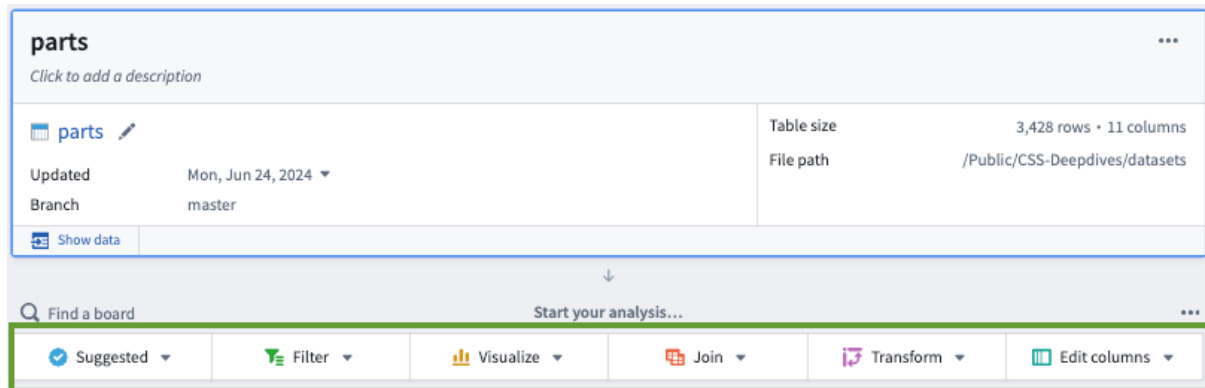 parts
Click to add a description
parts
Updated Mon, Jun 24, 2024
Branch master
Table size 3,428 rows • 11 columns
File path /Public/CSS-Deepdives/datasets
Show data
Find a board Start your analysis...
Suggested Filter Visualize Join Transform Edit columns